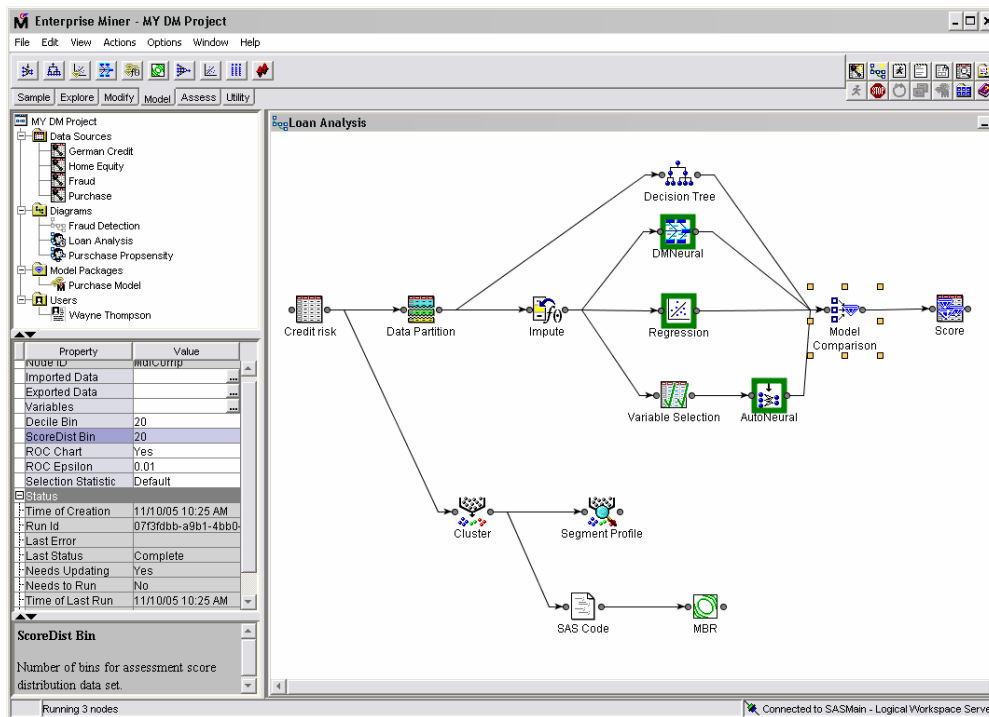 Enterprise Miner - MY DM Project
File Edit View Actions Options Window Help
Sample Explore Modify Model Assess Utility
MY DM Project
Data Sources
German Credit
Home Equity
Fraud
Purchase
Diagrams
Fraud Detection
Loan Analysis
Purschase Propsensity
Model Packages
Purchase Model
Users
Wayne Thompson
Property Value
Node ID MdlComp
Imported Data ...
Exported Data ...
Variables ...
Decile Bin 20
ScoreDist Bin 20
ROC Chart Yes
ROC Epsilon 0.01
Selection Statistic Default
Status
Time of Creation 11/10/05 10:25 AM
Run Id 07f3fdbb-a9b1-4bb0-
Last Error
Last Status Complete
Needs Updating Yes
Needs to Run No
Time of Last Run 11/10/05 10:25 AM
ScoreDist Bin
Number of bins for assessment score
distribution data set.
Loan Analysis
Decision Tree
DMNeural
Credit risk
Data Partition
Impute
Regression
Model
Comparison
Score
Variable Selection
AutoNeural
Cluster
Segment Profile
SAS Code
MBR
Running 3 nodes
Connected to SASMain - Logical Workspace Serve